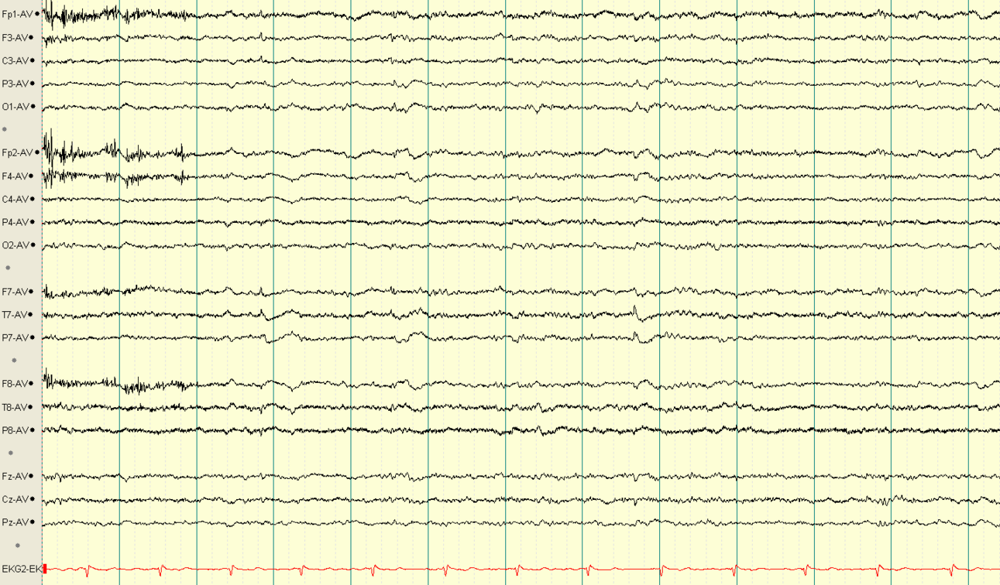 Fp1-AV
F3-AV
C3-AV
P3-AV
O1-AV
Fp2-AV
F4-AV
C4-AV
P4-AV
O2-AV
F7-AV
T7-AV
P7-AV
F8-AV
T8-AV
P8-AV
Fz-AV
Cz-AV
Pz-AV
EKG2-EK